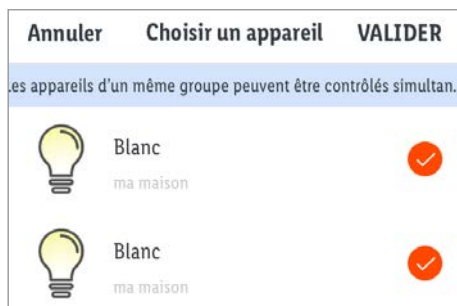 Annuler Choisir un appareil VALIDER
es appareils d'un même groupe peuvent être contrôlés simultan.
Blanc
ma maison
Blanc
ma maison